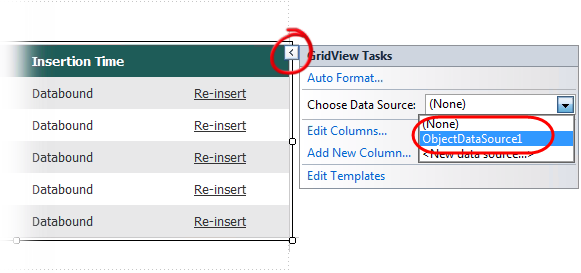 Insertion Time
Databound Re-insert
Databound Re-insert
Databound Re-insert
Databound Re-insert
Databound Re-insert
GridView Tasks
Auto Format...
Choose Data Source: (None)
(None)
ObjectDataSource1
<New data source...>
Edit Columns...
Add New Column...
Edit Templates